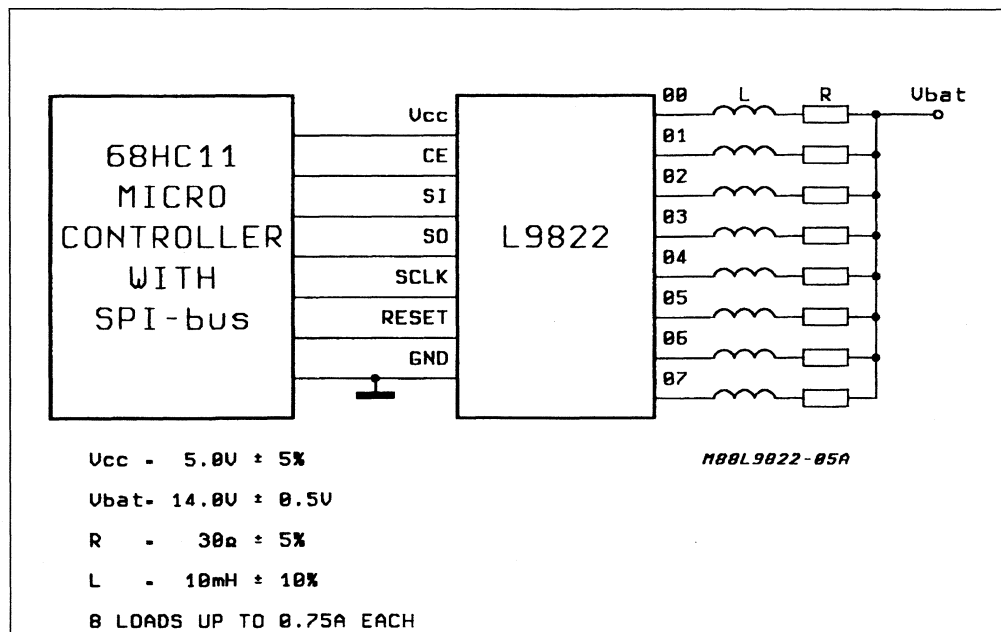 68HC11
MICRO
CONTROLLER
WITH
SPI-bus
Vcc
CE
SI
SO
SCLK
RESET
GND
L9822
00
01
02
03
04
05
06
07
L
R
Vbat
M88L9822-05A
Vcc - 5.0V ± 5%
Vbat- 14.0V ± 0.5V
R - 30Ω ± 5%
L - 10mH ± 10%
8 LOADS UP TO 0.75A EACH